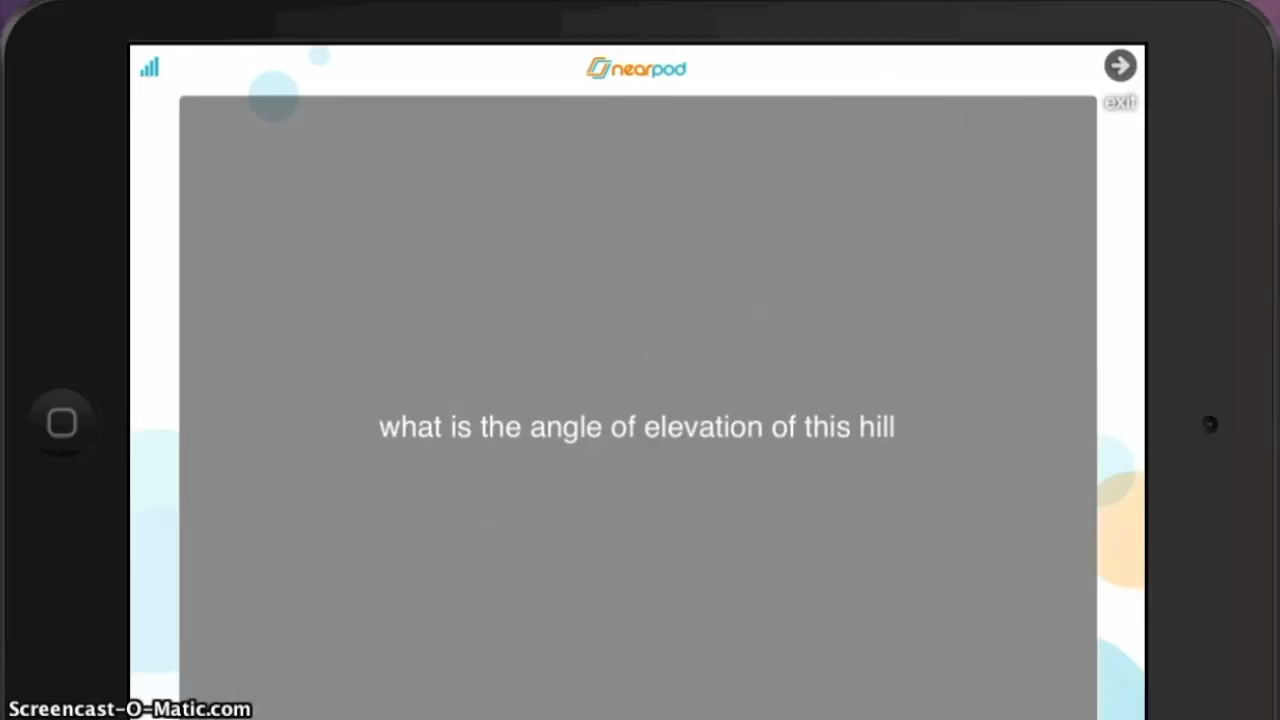 nearpod
exit
what is the angle of elevation of this hill
Screencast-O-Matic.com